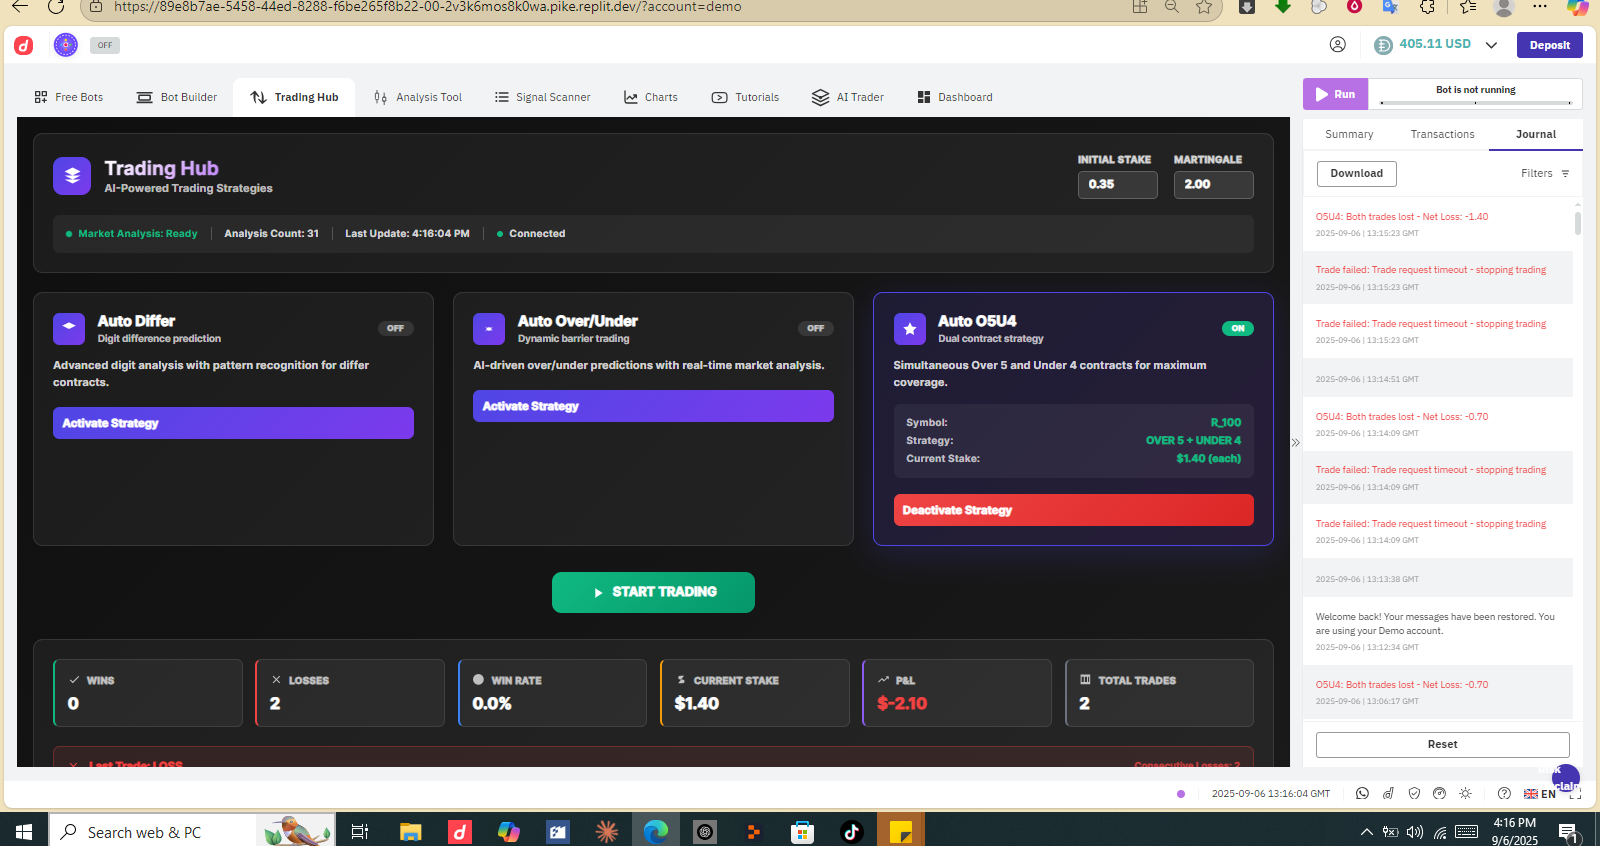 https://89e8b7ae-5458-44ed-8288-f6be265f8b22-00-2v3k6mos8k0wa.pike.replit.dev/?account=demo
d
OFF
405.11 USD
Deposit
Free Bots
Bot Builder
Trading Hub
Analysis Tool
Signal Scanner
Charts
Tutorials
AI Trader
Dashboard
Run
Bot is not running
Trading Hub
AI-Powered Trading Strategies
INITIAL STAKE
0.35
MARTINGALE
2.00
Market Analysis: Ready
Analysis Count: 31
Last Update: 4:16:04 PM
Connected
Auto Differ
Digit difference prediction
OFF
Advanced digit analysis with pattern recognition for differ
contracts.
Activate Strategy
Auto Over/Under
Dynamic barrier trading
OFF
AI-driven over/under predictions with real-time market analysis.
Activate Strategy
Auto O5U4
Dual contract strategy
ON
Simultaneous Over 5 and Under 4 contracts for maximum
coverage.
Symbol: R_100
Strategy: OVER 5 + UNDER 4
Current Stake: $1.40 (each)
Deactivate Strategy
START TRADING
WINS
0
LOSSES
2
WIN RATE
0.0%
CURRENT STAKE
$1.40
P&L
$-2.10
TOTAL TRADES
2
Last Trade: LOSS
Consecutive Losses: 2
Summary
Transactions
Journal
Download
Filters
O5U4: Both trades lost - Net Loss: -1.40
2025-09-06 | 13:15:23 GMT
Trade failed: Trade request timeout - stopping trading
2025-09-06 | 13:15:23 GMT
Trade failed: Trade request timeout - stopping trading
2025-09-06 | 13:15:23 GMT
2025-09-06 | 13:14:51 GMT
O5U4: Both trades lost - Net Loss: -0.70
2025-09-06 | 13:14:09 GMT
Trade failed: Trade request timeout - stopping trading
2025-09-06 | 13:14:09 GMT
Trade failed: Trade request timeout - stopping trading
2025-09-06 | 13:14:09 GMT
2025-09-06 | 13:13:38 GMT
Welcome back! Your messages have been restored. You
are using your Demo account.
2025-09-06 | 13:12:34 GMT
O5U4: Both trades lost - Net Loss: -0.70
2025-09-06 | 13:06:17 GMT
Reset
2025-09-06 13:16:04 GMT
EN
Search web & PC
4:16 PM
9/6/2025
1